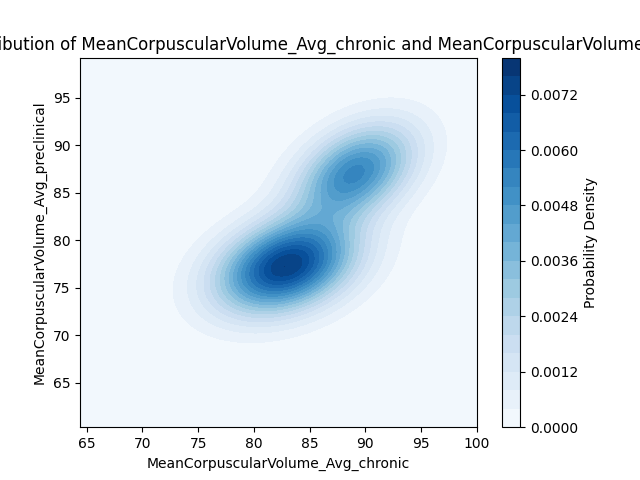 ibution of MeanCorpuscularVolume_Avg_chronic and MeanCorpuscularVolume
95
90
85
80
75
70
65
MeanCorpuscularVolume_Avg_preclinical
65 70 75 80 85 90 95 100
MeanCorpuscularVolume_Avg_chronic
0.0072
0.0060
0.0048
0.0036
0.0024
0.0012
0.0000
Probability Density